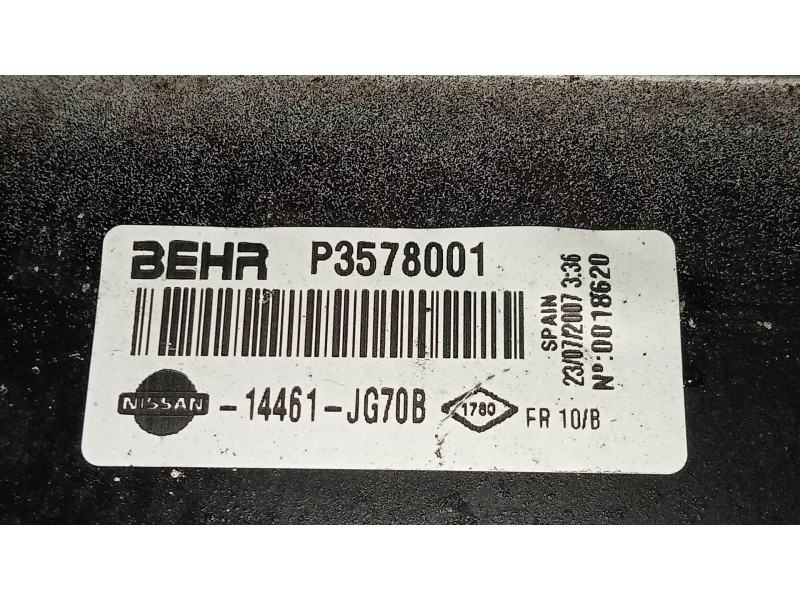 BEHR P3578001
NISSAN -14461-JG70B 1780 FR 10/B
SPAIN
23/07/2007 3:36
Nº:0018620